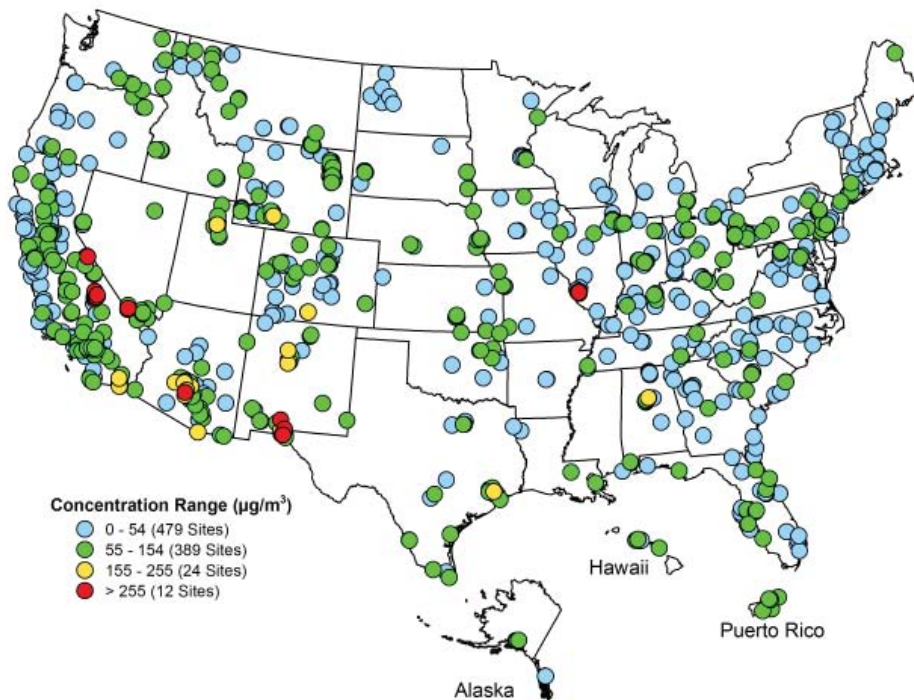 Concentration Range (µg/m³)
0 - 54 (479 Sites)
55 - 154 (389 Sites)
155 - 255 (24 Sites)
> 255 (12 Sites)
Hawaii
Puerto Rico
Alaska